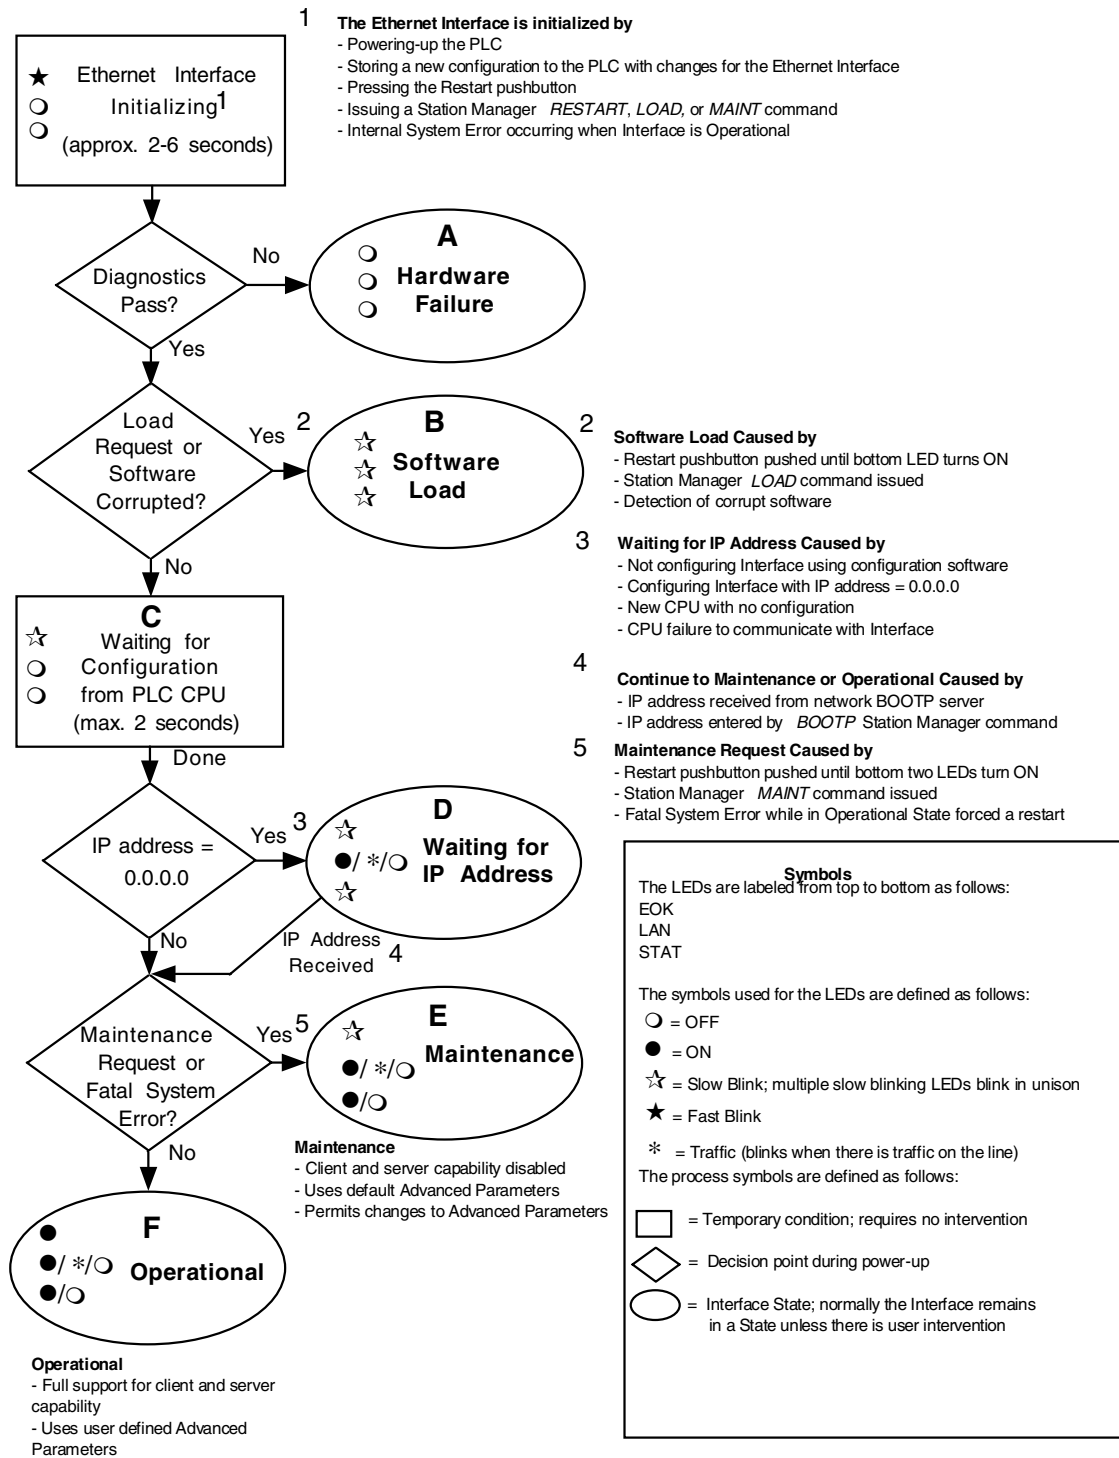 1
The Ethernet Interface is initialized by
- Powering-up the PLC
- Storing a new configuration to the PLC with changes for the Ethernet Interface
- Pressing the Restart pushbutton
- Issuing a Station Manager RESTART, LOAD, or MAINT command
- Internal System Error occurring when Interface is Operational
Ethernet Interface
Initializing1
(approx. 2-6 seconds)
Diagnostics
Pass?
No
A
Hardware
Failure
Yes
Load
Request or
Software
Corrupted?
Yes 2
B
Software
Load
2
Software Load Caused by
- Restart pushbutton pushed until bottom LED turns ON
- Station Manager LOAD command issued
- Detection of corrupt software
No
3
Waiting for IP Address Caused by
- Not configuring Interface using configuration software
- Configuring Interface with IP address = 0.0.0.0
- New CPU with no configuration
- CPU failure to communicate with Interface
C
Waiting for
Configuration
from PLC CPU
(max. 2 seconds)
4
Continue to Maintenance or Operational Caused by
- IP address received from network BOOTP server
- IP address entered by BOOTP Station Manager command
Done
5
Maintenance Request Caused by
- Restart pushbutton pushed until bottom two LEDs turn ON
- Station Manager MAINT command issued
- Fatal System Error while in Operational State forced a restart
IP address =
0.0.0.0
Yes 3
D
/ */
Waiting for
IP Address
No
IP Address
Received 4
Maintenance
Request or
Fatal System
Error?
Yes 5
E
Maintenance
/ */
/
No
Maintenance
- Client and server capability disabled
- Uses default Advanced Parameters
- Permits changes to Advanced Parameters
F
/ */
Operational
/
Operational
- Full support for client and server
capability
- Uses user defined Advanced
Parameters
Symbols
The LEDs are labeled from top to bottom as follows:
EOK
LAN
STAT
The symbols used for the LEDs are defined as follows:
= OFF
= ON
= Slow Blink; multiple slow blinking LEDs blink in unison
= Fast Blink
* = Traffic (blinks when there is traffic on the line)
The process symbols are defined as follows:
= Temporary condition; requires no intervention
= Decision point during power-up
= Interface State; normally the Interface remains
in a State unless there is user intervention